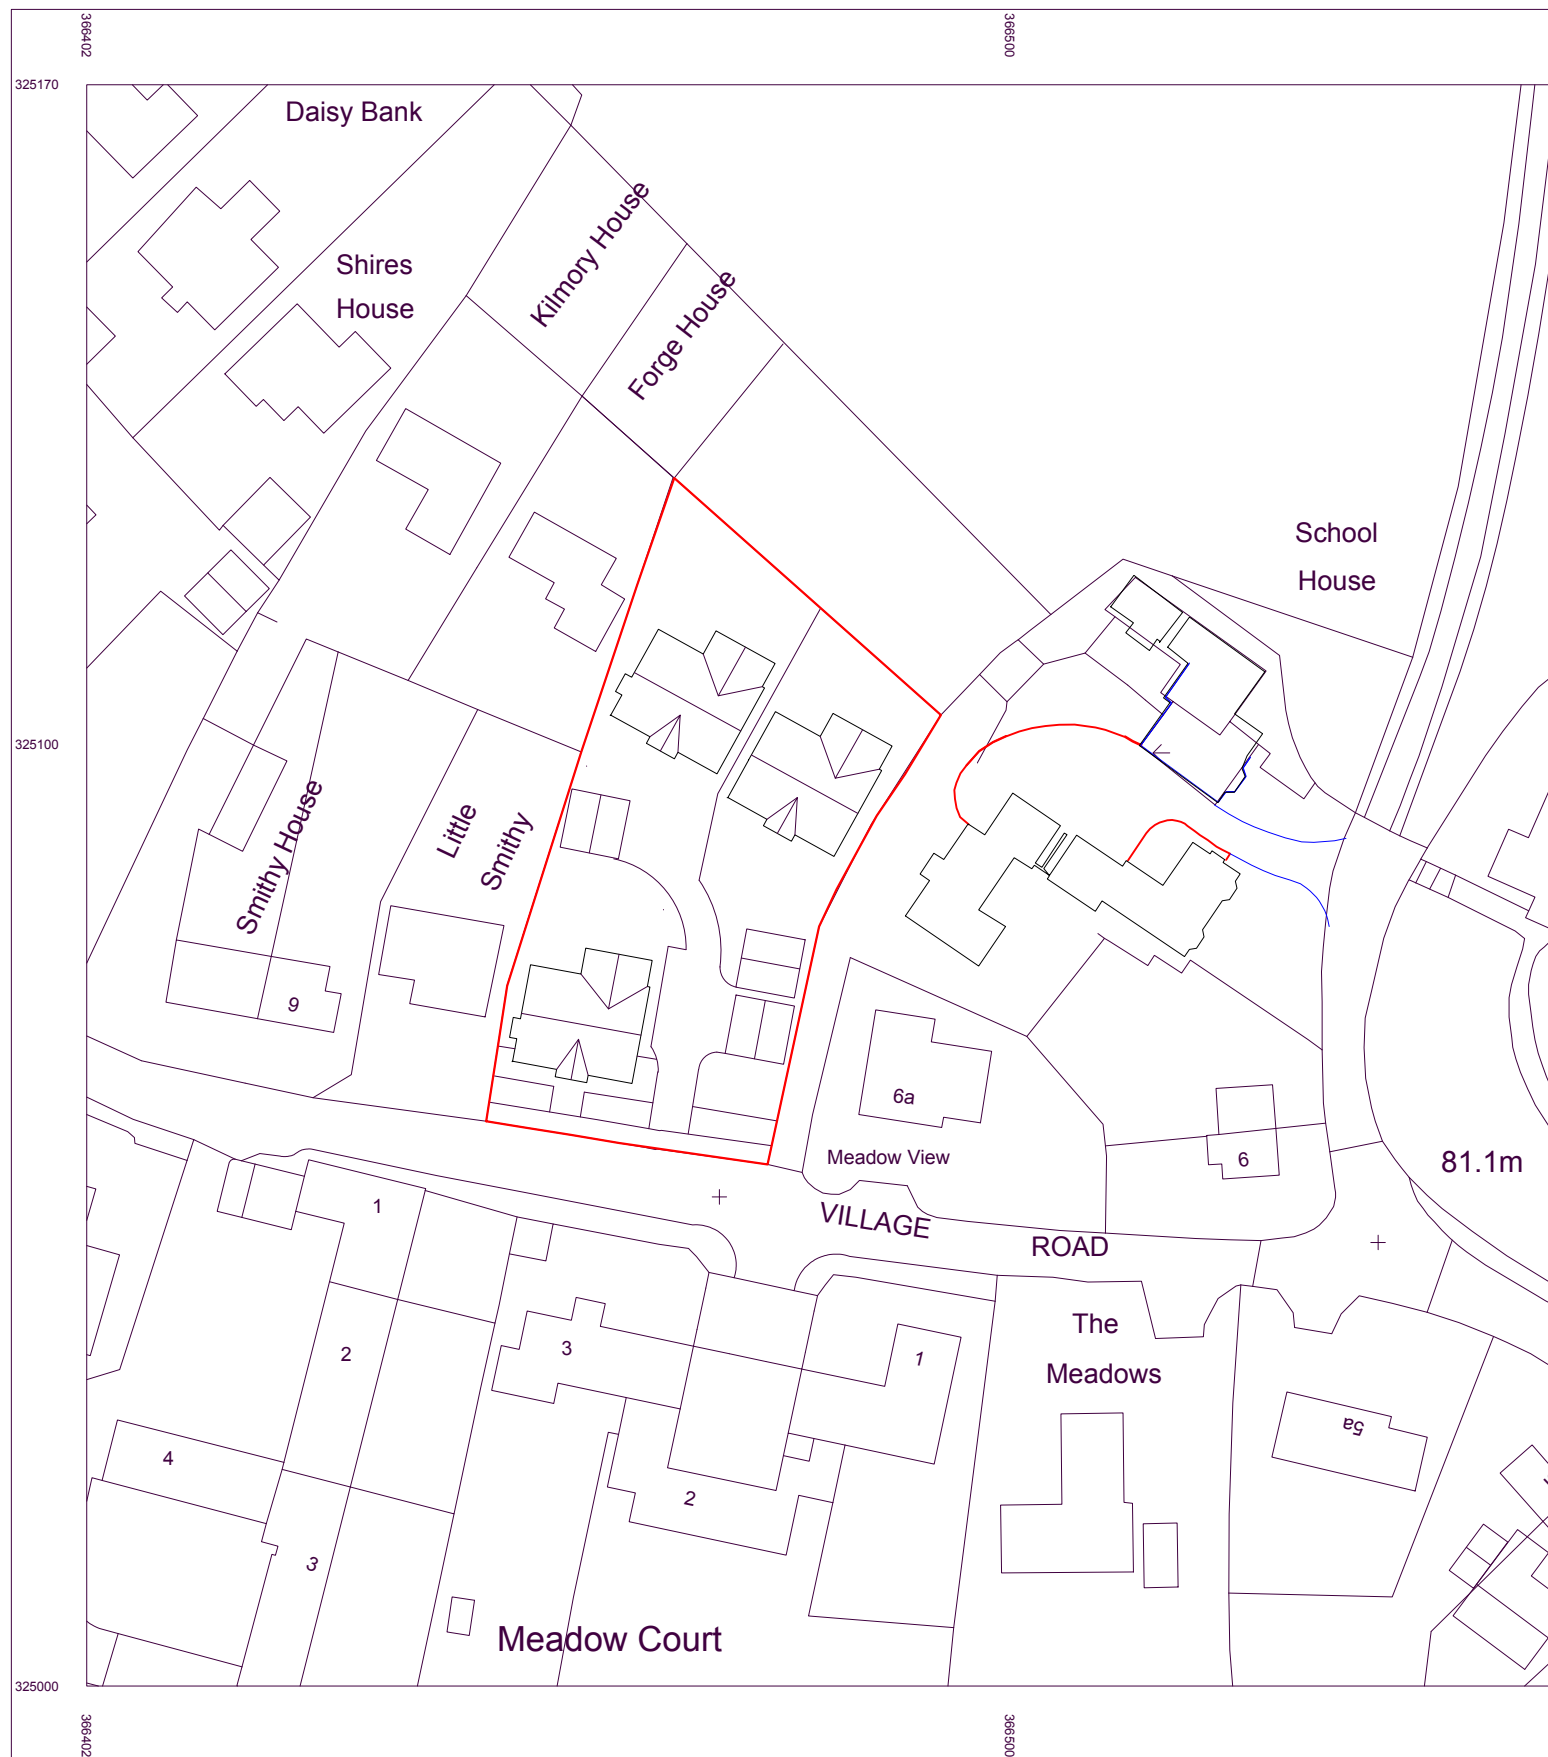 366402
366500
325170
Daisy Bank
Kilmory House
Shires
House
Forge House
School
House
325100
Smithy House
Little
Smithy
9
6a
Meadow View
6
81.1m
1
VILLAGE
ROAD
The
Meadows
2
3
1
5a
4
2
3
Meadow Court
325000
366402
366500